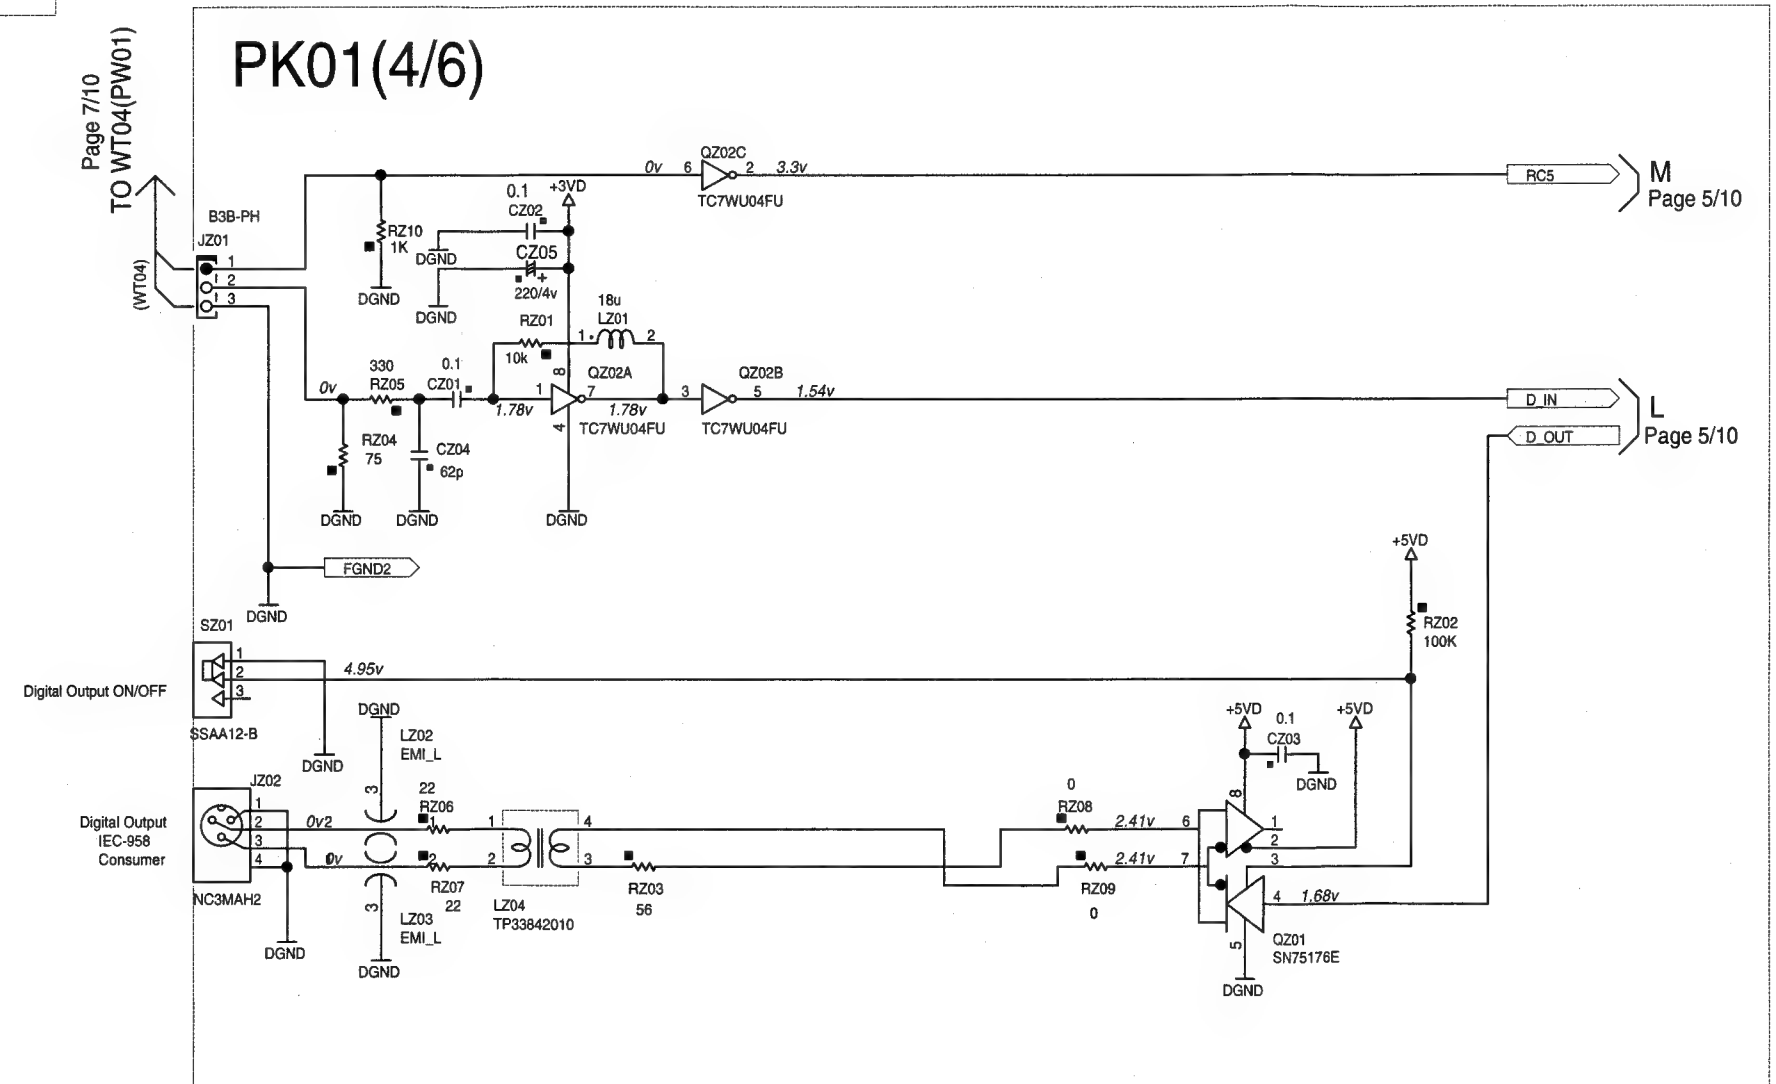 PK01(4/6)
Page 7/10
TO WT04(PW01)
(WT04)
B3B-PH
JZ01
1
2
3
RZ10
1K
DGND
0.1
CZ02
+3VD
DGND
CZ05
+
220/4v
DGND
0v
6
QZ02C
2
3.3v
TC7WU04FU
RC5
M
Page 5/10
18u
LZ01
1
2
RZ01
10k
0v
330
RZ05
0.1
CZ01
1.78v
1
8
4
QZ02A
7
1.78v
TC7WU04FU
3
QZ02B
5
1.54v
TC7WU04FU
D_IN
D_OUT
L
Page 5/10
RZ04
75
CZ04
62p
DGND
DGND
DGND
FGND2
DGND
+5VD
RZ02
100K
SZ01
1
2
3
4.95v
Digital Output ON/OFF
SSAA12-B
DGND
DGND
LZ02
EMI_L
3
JZ02
1
2
3
4
Digital Output
IEC-958
Consumer
NC3MAH2
DGND
0v2
0v
22
RZ06
1
2
RZ07
22
3
LZ03
EMI_L
DGND
1
2
4
3
LZ04
TP33842010
RZ03
56
0
RZ08
2.41v
6
2.41v
7
RZ09
0
+5VD
0.1
CZ03
DGND
+5VD
8
1
2
3
4
1.68v
5
QZ01
SN75176E
DGND